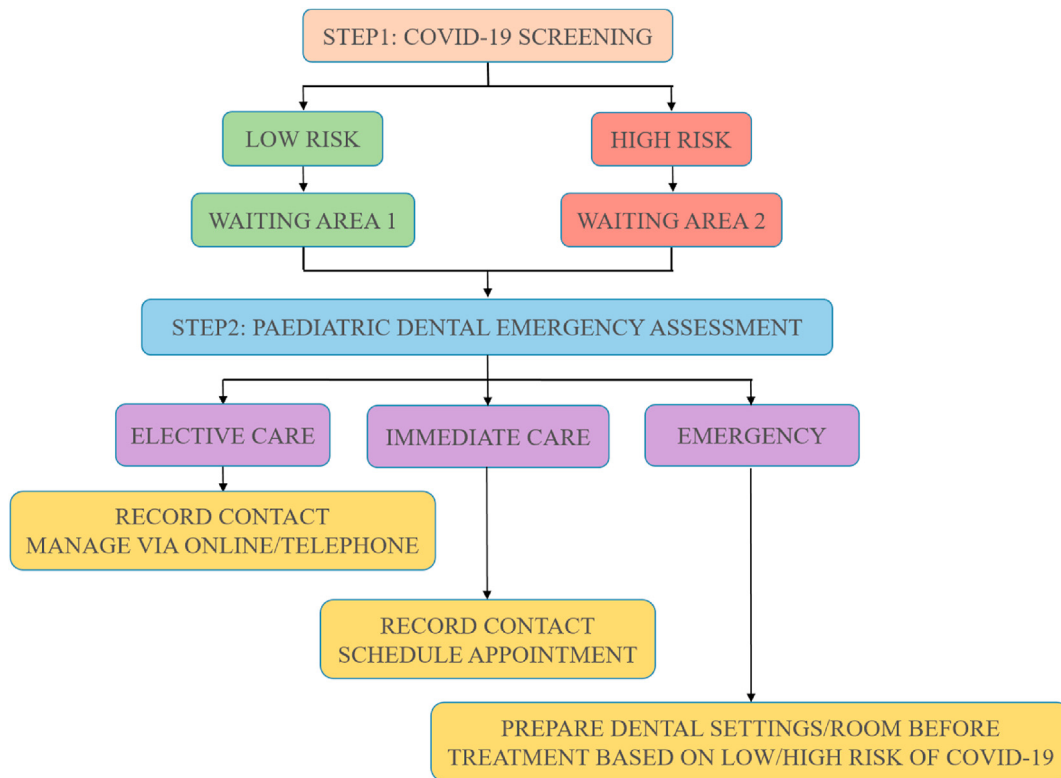 STEP1: COVID-19 SCREENING
LOW RISK
HIGH RISK
WAITING AREA 1
WAITING AREA 2
STEP2: PAEDIATRIC DENTAL EMERGENCY ASSESSMENT
ELECTIVE CARE
IMMEDIATE CARE
EMERGENCY
RECORD CONTACT
MANAGE VIA ONLINE/TELEPHONE
RECORD CONTACT
SCHEDULE APPOINTMENT
PREPARE DENTAL SETTINGS/ROOM BEFORE
TREATMENT BASED ON LOW/HIGH RISK OF COVID-19